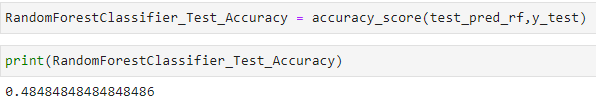 RandomForestClassifier_Test_Accuracy = accuracy_score(test_pred_rf,y_test)
print(RandomForestClassifier_Test_Accuracy)
0.48484848484848486